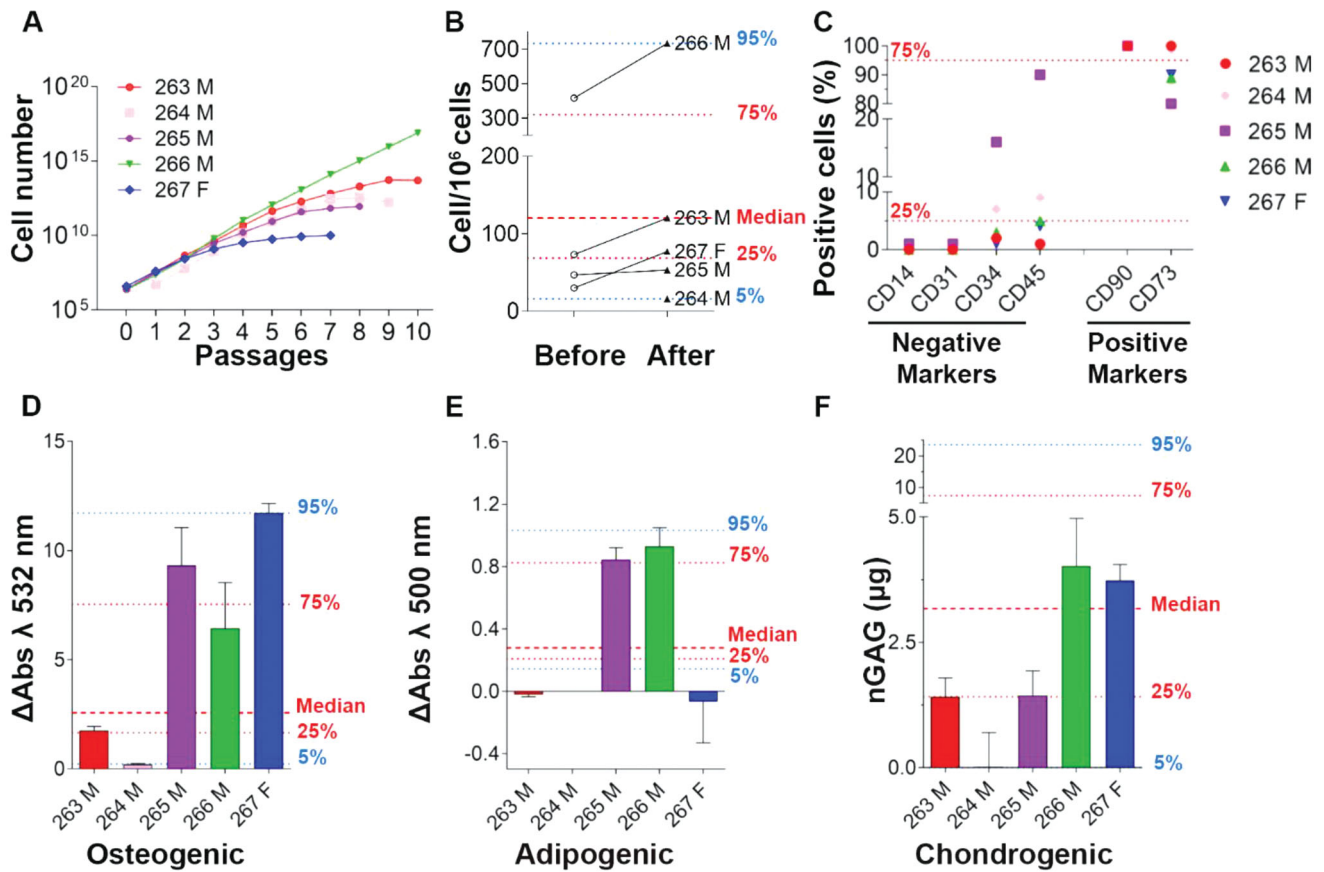 A
Cell number
10^20
10^15
10^10
10^5
263 M
264 M
265 M
266 M
267 F
0 1 2 3 4 5 6 7 8 9 10
Passages
B
Cell/10^6 cells
700
500
300
200
100
0
266 M
95%
75%
263 M
Median
267 F
25%
265 M
264 M
5%
Before After
C
Positive cells (%)
100
90
80
20
10
10
5
0
75%
25%
CD14
CD31
CD34
CD45
CD90
CD73
Negative
Markers
Positive
Markers
263 M
264 M
265 M
266 M
267 F
D
ΔAbs λ 532 nm
15
10
5
0
95%
75%
Median
25%
5%
263 M
264 M
265 M
266 M
267 F
Osteogenic
E
ΔAbs λ 500 nm
1.6
1.2
0.8
0.4
0.0
-0.4
95%
75%
Median
25%
5%
263 M
264 M
265 M
266 M
267 F
Adipogenic
F
nGAG (µg)
20
10
5.0
2.5
0.0
95%
75%
Median
25%
5%
263 M
264 M
265 M
266 M
267 F
Chondrogenic